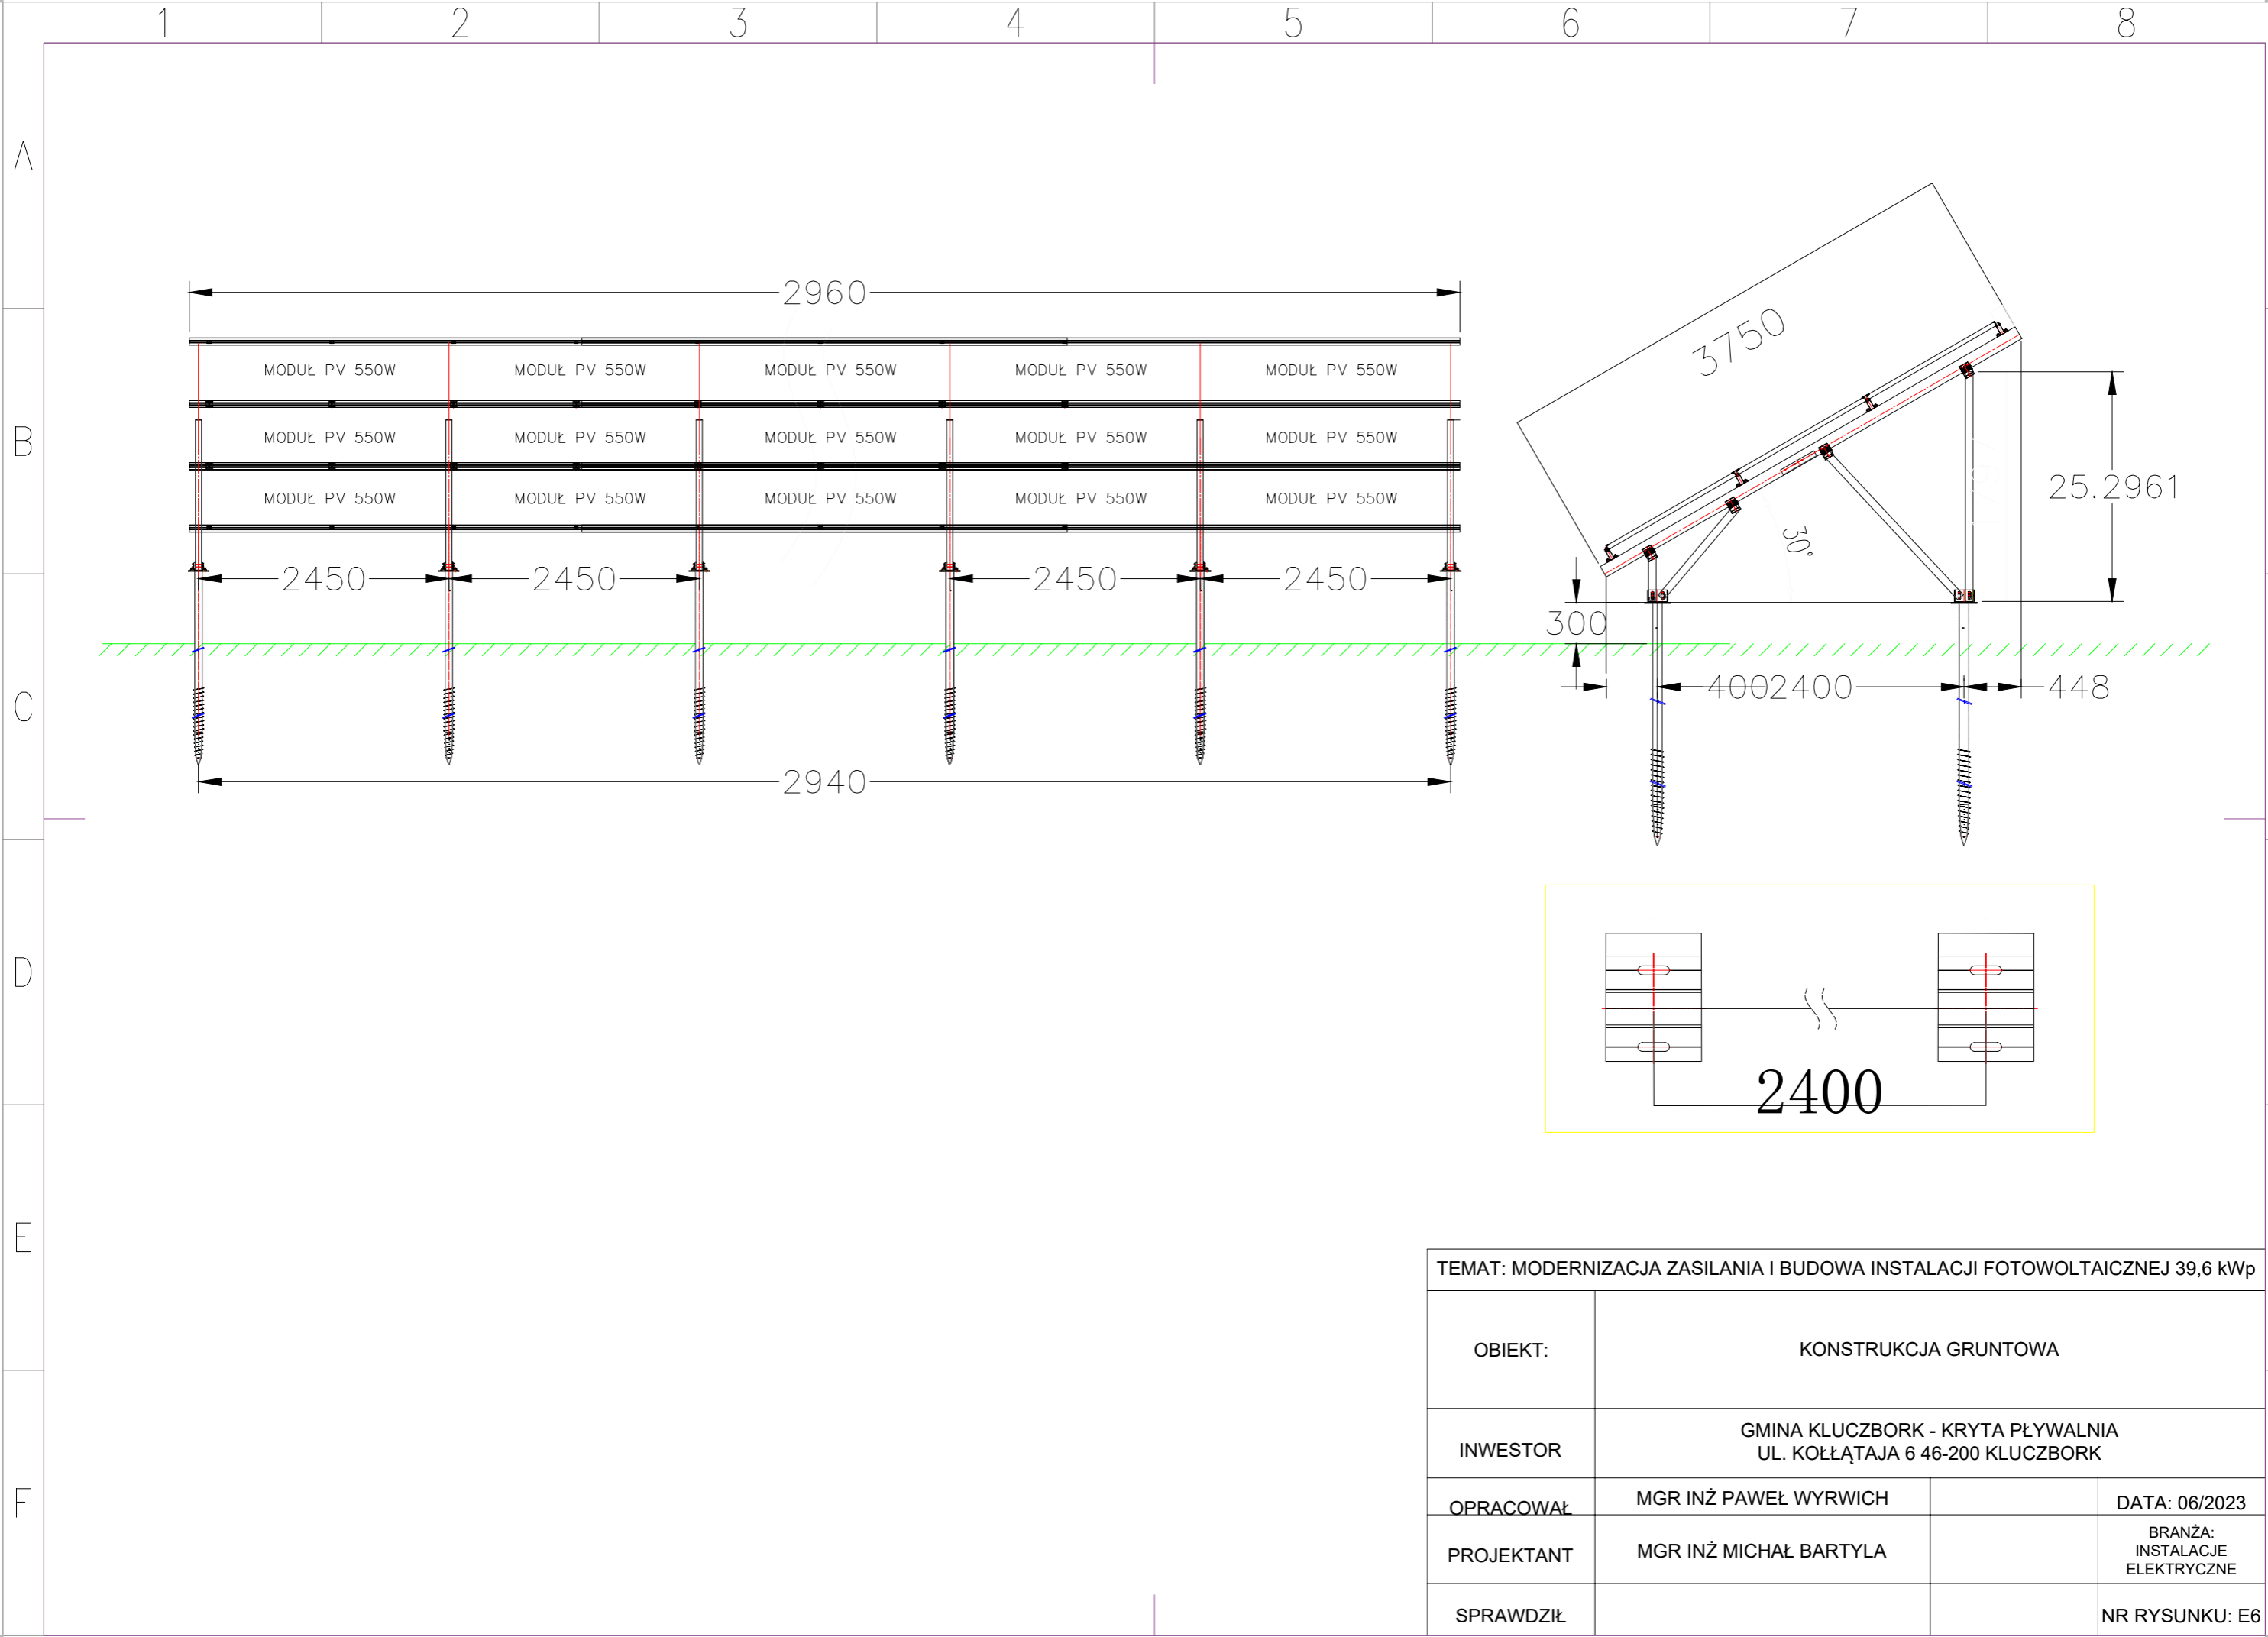 1 2 3 4 5 6 7 8
A
B
C
D
E
F
2960
MODUŁ PV 550W MODUŁ PV 550W MODUŁ PV 550W MODUŁ PV 550W MODUŁ PV 550W
MODUŁ PV 550W MODUŁ PV 550W MODUŁ PV 550W MODUŁ PV 550W MODUŁ PV 550W
MODUŁ PV 550W MODUŁ PV 550W MODUŁ PV 550W MODUŁ PV 550W MODUŁ PV 550W
2450 2450 2450 2450
2940
3750
25.2961
30°
300
400 2400 448
2400
TEMAT: MODERNIZACJA ZASILANIA I BUDOWA INSTALACJI FOTOWOLTAICZNEJ 39,6 kWp
OBIEKT: KONSTRUKCJA GRUNTOWA
INWESTOR
GMINA KLUCZBORK - KRYTA PŁYWALNIA
UL. KOŁŁĄTAJA 6 46-200 KLUCZBORK
OPRACOWAŁ MGR INŻ PAWEŁ WYRWICH DATA: 06/2023
PROJEKTANT MGR INŻ MICHAŁ BARTYLA
BRANŻA:
INSTALACJE
ELEKTRYCZNE
SPRAWDZIŁ NR RYSUNKU: E6